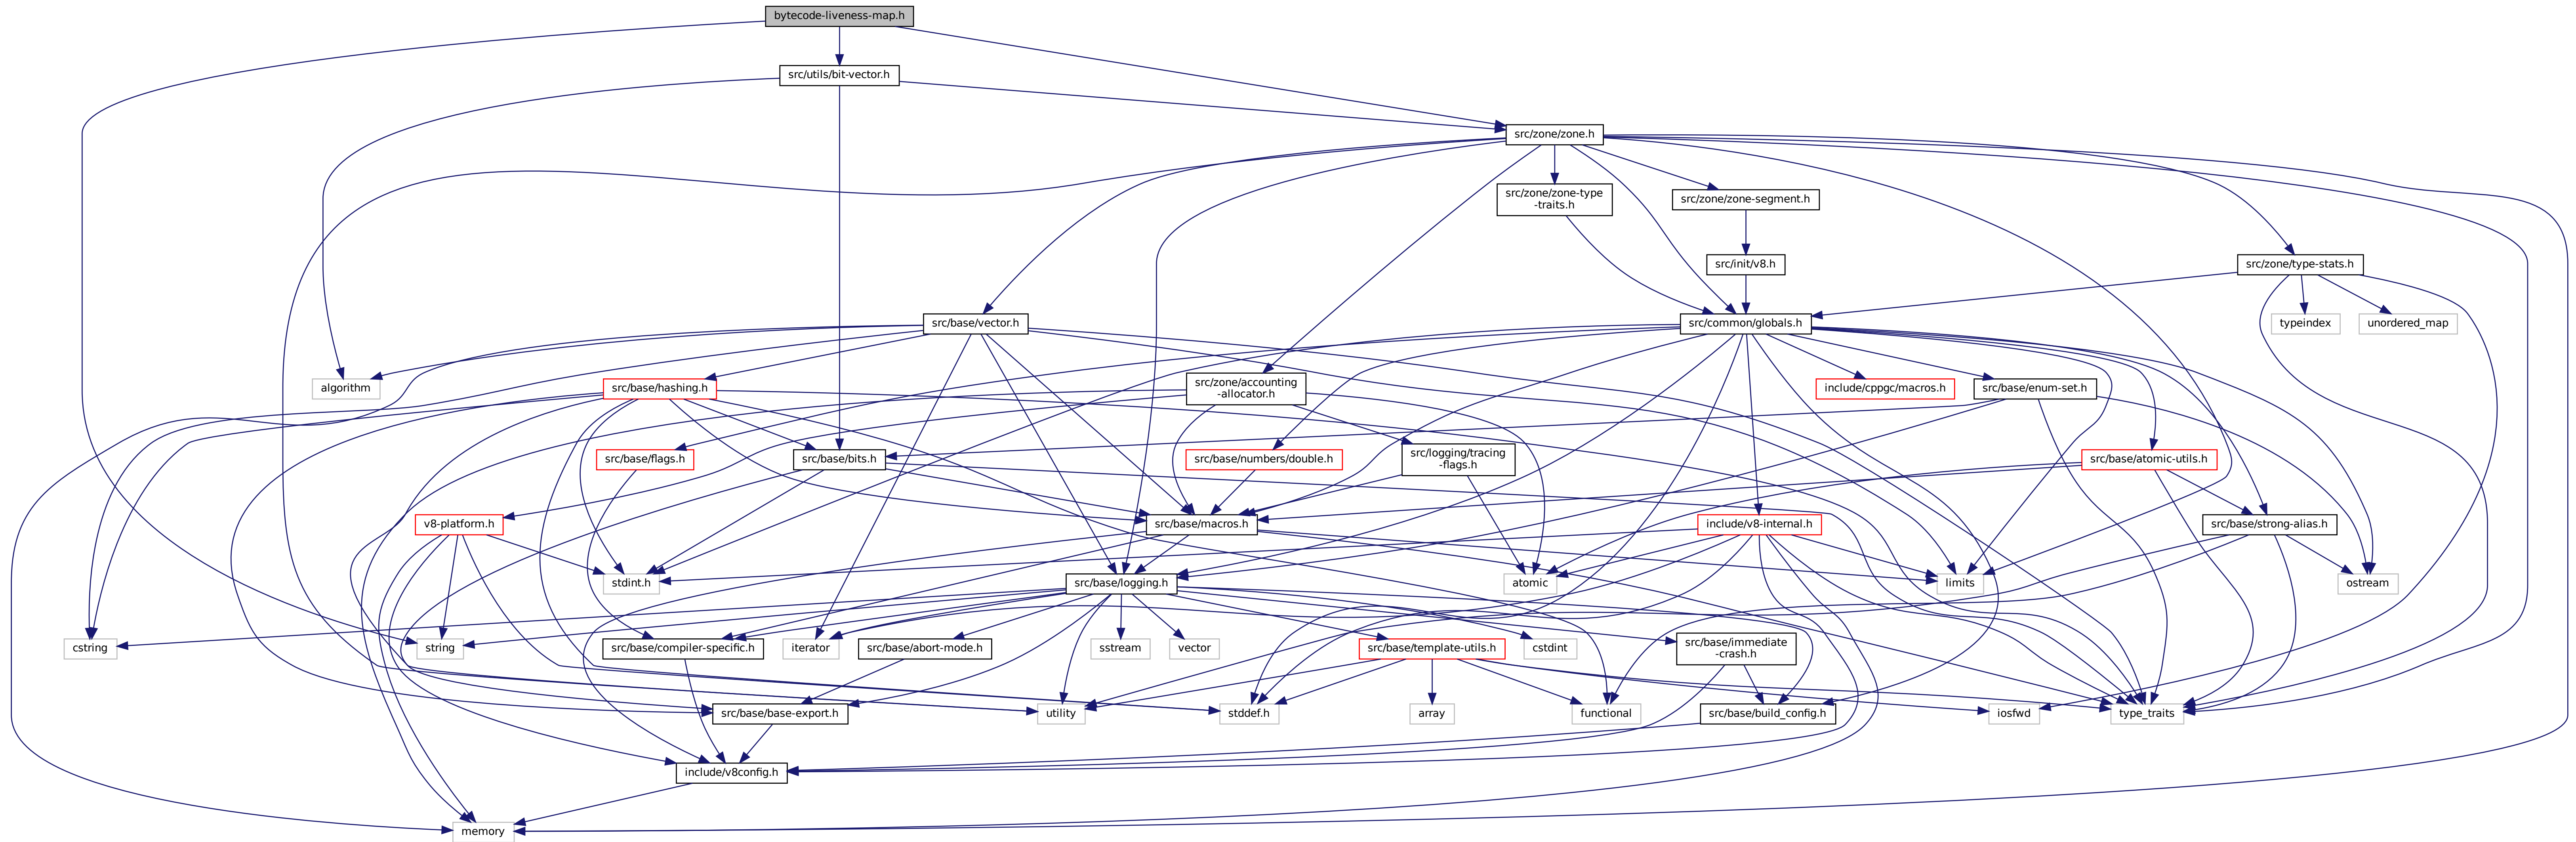 bytecode-liveness-map.h
src/utils/bit-vector.h
src/zone/zone.h
src/zone/zone-type
-traits.h
src/zone/zone-segment.h
src/init/v8.h
src/zone/type-stats.h
src/base/vector.h
src/common/globals.h
typeindex
unordered_map
algorithm
src/base/hashing.h
src/zone/accounting
-allocator.h
include/cppgc/macros.h
src/base/enum-set.h
src/base/flags.h
src/base/bits.h
src/base/numbers/double.h
src/logging/tracing
-flags.h
src/base/atomic-utils.h
v8-platform.h
src/base/macros.h
include/v8-internal.h
src/base/strong-alias.h
stdint.h
src/base/logging.h
atomic
limits
ostream
cstring
string
src/base/compiler-specific.h
iterator
src/base/abort-mode.h
sstream
vector
src/base/template-utils.h
cstdint
src/base/immediate
-crash.h
src/base/base-export.h
utility
stddef.h
array
functional
src/base/build_config.h
iosfwd
type_traits
include/v8config.h
memory